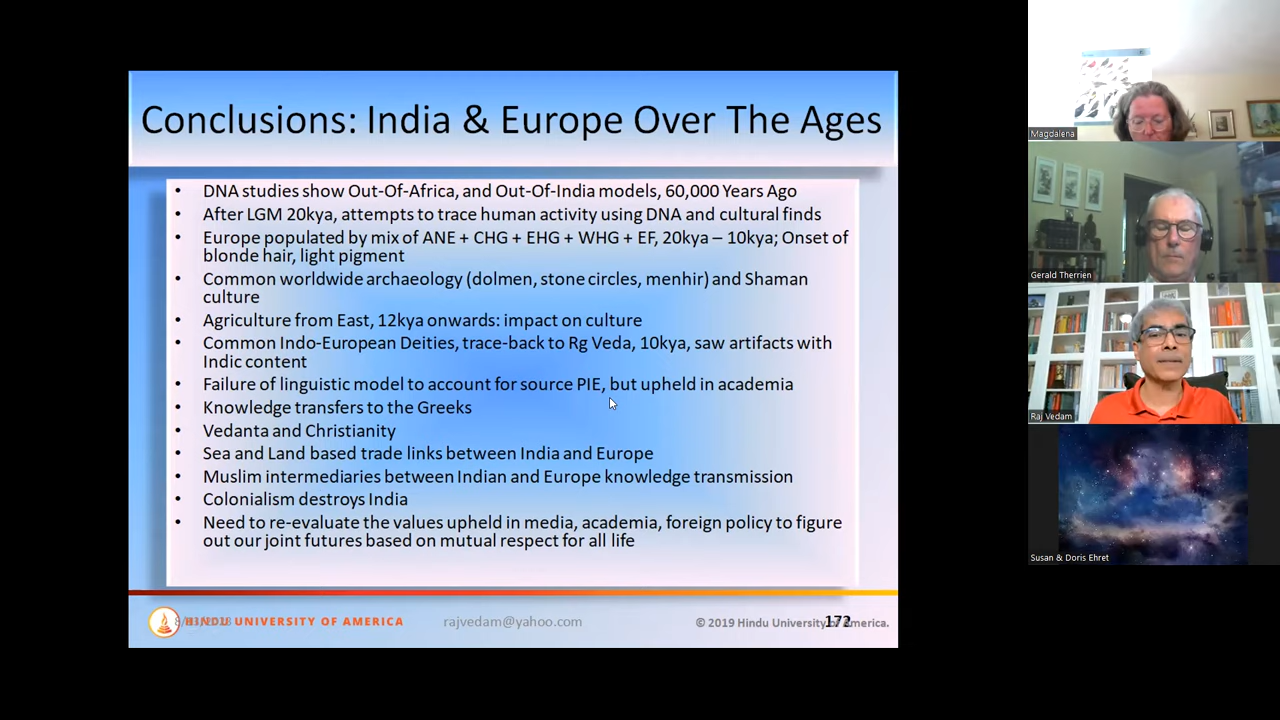 Conclusions: India & Europe Over The Ages
• DNA studies show Out-Of-Africa, and Out-Of-India models, 60,000 Years Ago
• After LGM 20kya, attempts to trace human activity using DNA and cultural finds
• Europe populated by mix of ANE + CHG + EHG + WHG + EF, 20kya – 10kya; Onset of
blonde hair, light pigment
• Common worldwide archaeology (dolmen, stone circles, menhir) and Shaman
culture
• Agriculture from East, 12kya onwards: impact on culture
• Common Indo-European Deities, trace-back to Rg Veda, 10kya, saw artifacts with
Indic content
• Failure of linguistic model to account for source PIE, but upheld in academia
• Knowledge transfers to the Greeks
• Vedanta and Christianity
• Sea and Land based trade links between India and Europe
• Muslim intermediaries between Indian and Europe knowledge transmission
• Colonialism destroys India
• Need to re-evaluate the values upheld in media, academia, foreign policy to figure
out our joint futures based on mutual respect for all life
HINDU UNIVERSITY OF AMERICA
rajvedam@yahoo.com
© 2019 Hindu University of America.
172
Magdalena
Gerald Therrien
Raj Vedam
Susan & Doris Ehret